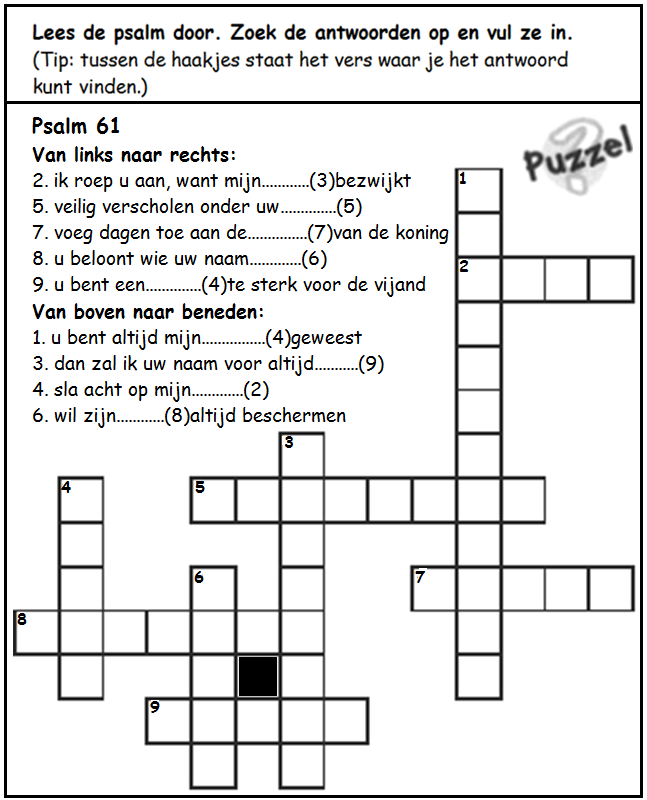 Lees de psalm door. Zoek de antwoorden op en vul ze in.
(Tip: tussen de haakjes staat het vers waar je het antwoord
kunt vinden.)
Psalm 61
Puzzel
Van links naar rechts:
2. ik roep u aan, want mijn............(3)bezwijkt
5. veilig verscholen onder uw..............(5)
7. voeg dagen toe aan de...............(7)van de koning
8. u beloont wie uw naam.............(6)
9. u bent een..............(4)te sterk voor de vijand
Van boven naar beneden:
1. u bent altijd mijn................(4)geweest
3. dan zal ik uw naam voor altijd...........(9)
4. sla acht op mijn.............(2)
6. wil zijn............(8)altijd beschermen
1
2
3
4
5
6
7
8
9